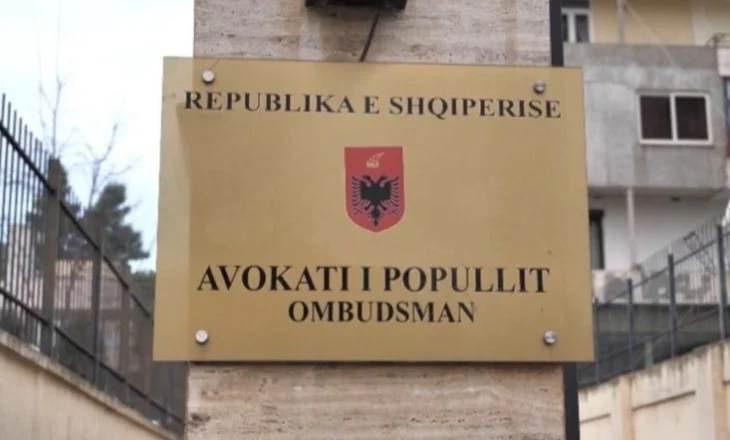 REPUBLIKA E SHQIPERISE
AVOKATI I POPULLIT
OMBUDSMAN